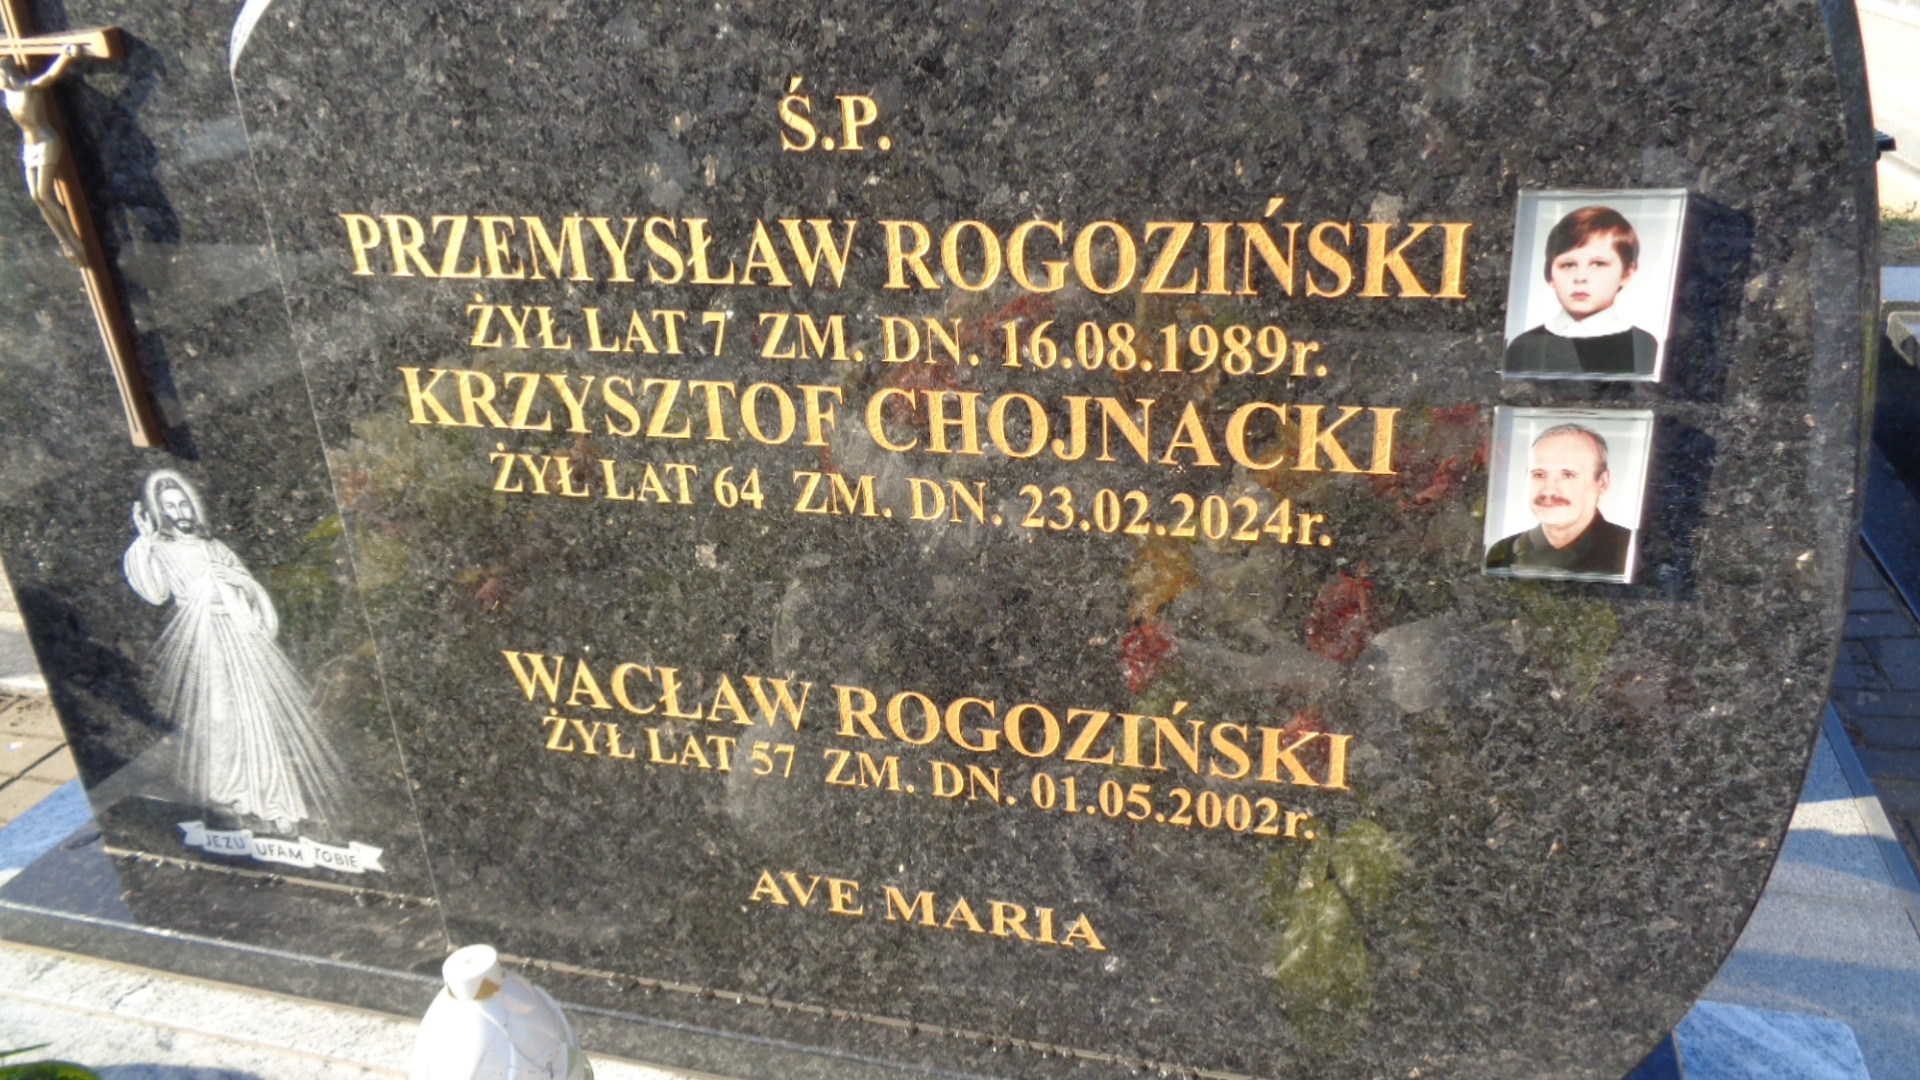 Ś.P.
PRZEMYSŁAW ROGOZIŃSKI
ŻYŁ LAT 7 ZM. DN. 16.08.1989r.
KRZYSZTOF CHOJNACKI
ŻYŁ LAT 64 ZM. DN. 23.02.2024r.
WACŁAW ROGOZIŃSKI
ŻYŁ LAT 57 ZM. DN. 01.05.2002r.
JEZU UFAM TOBIE
AVE MARIA